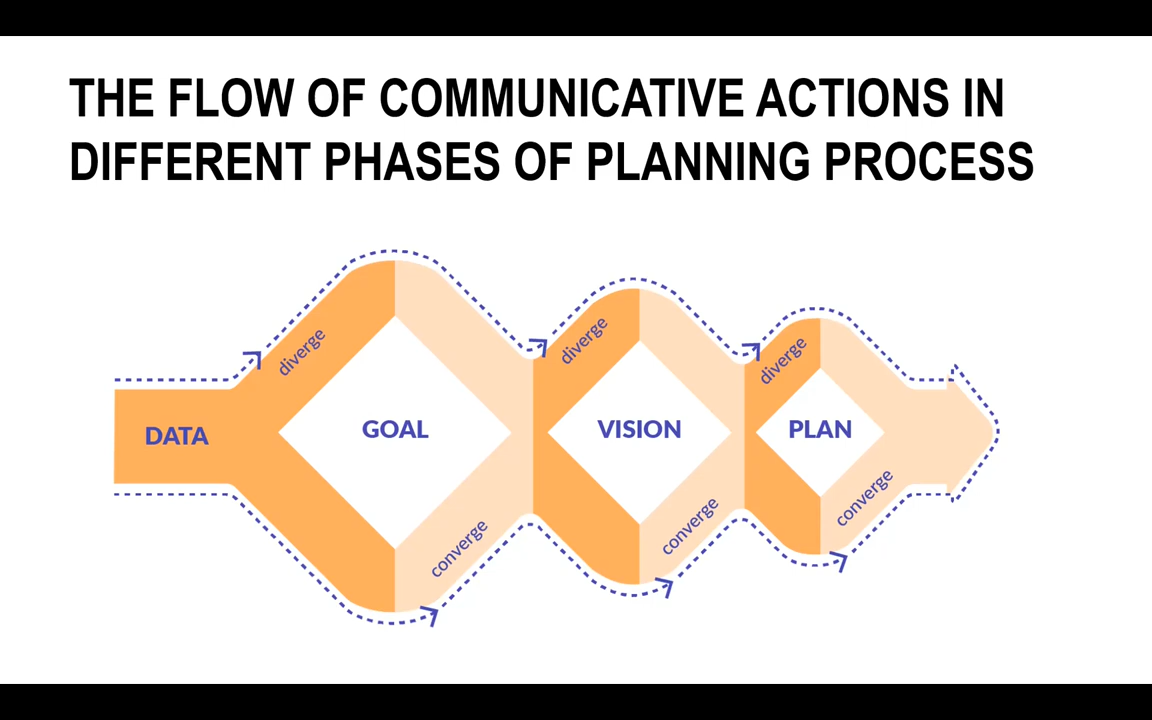 THE FLOW OF COMMUNICATIVE ACTIONS IN
DIFFERENT PHASES OF PLANNING PROCESS
DATA
diverge
GOAL
converge
diverge
VISION
converge
diverge
PLAN
converge